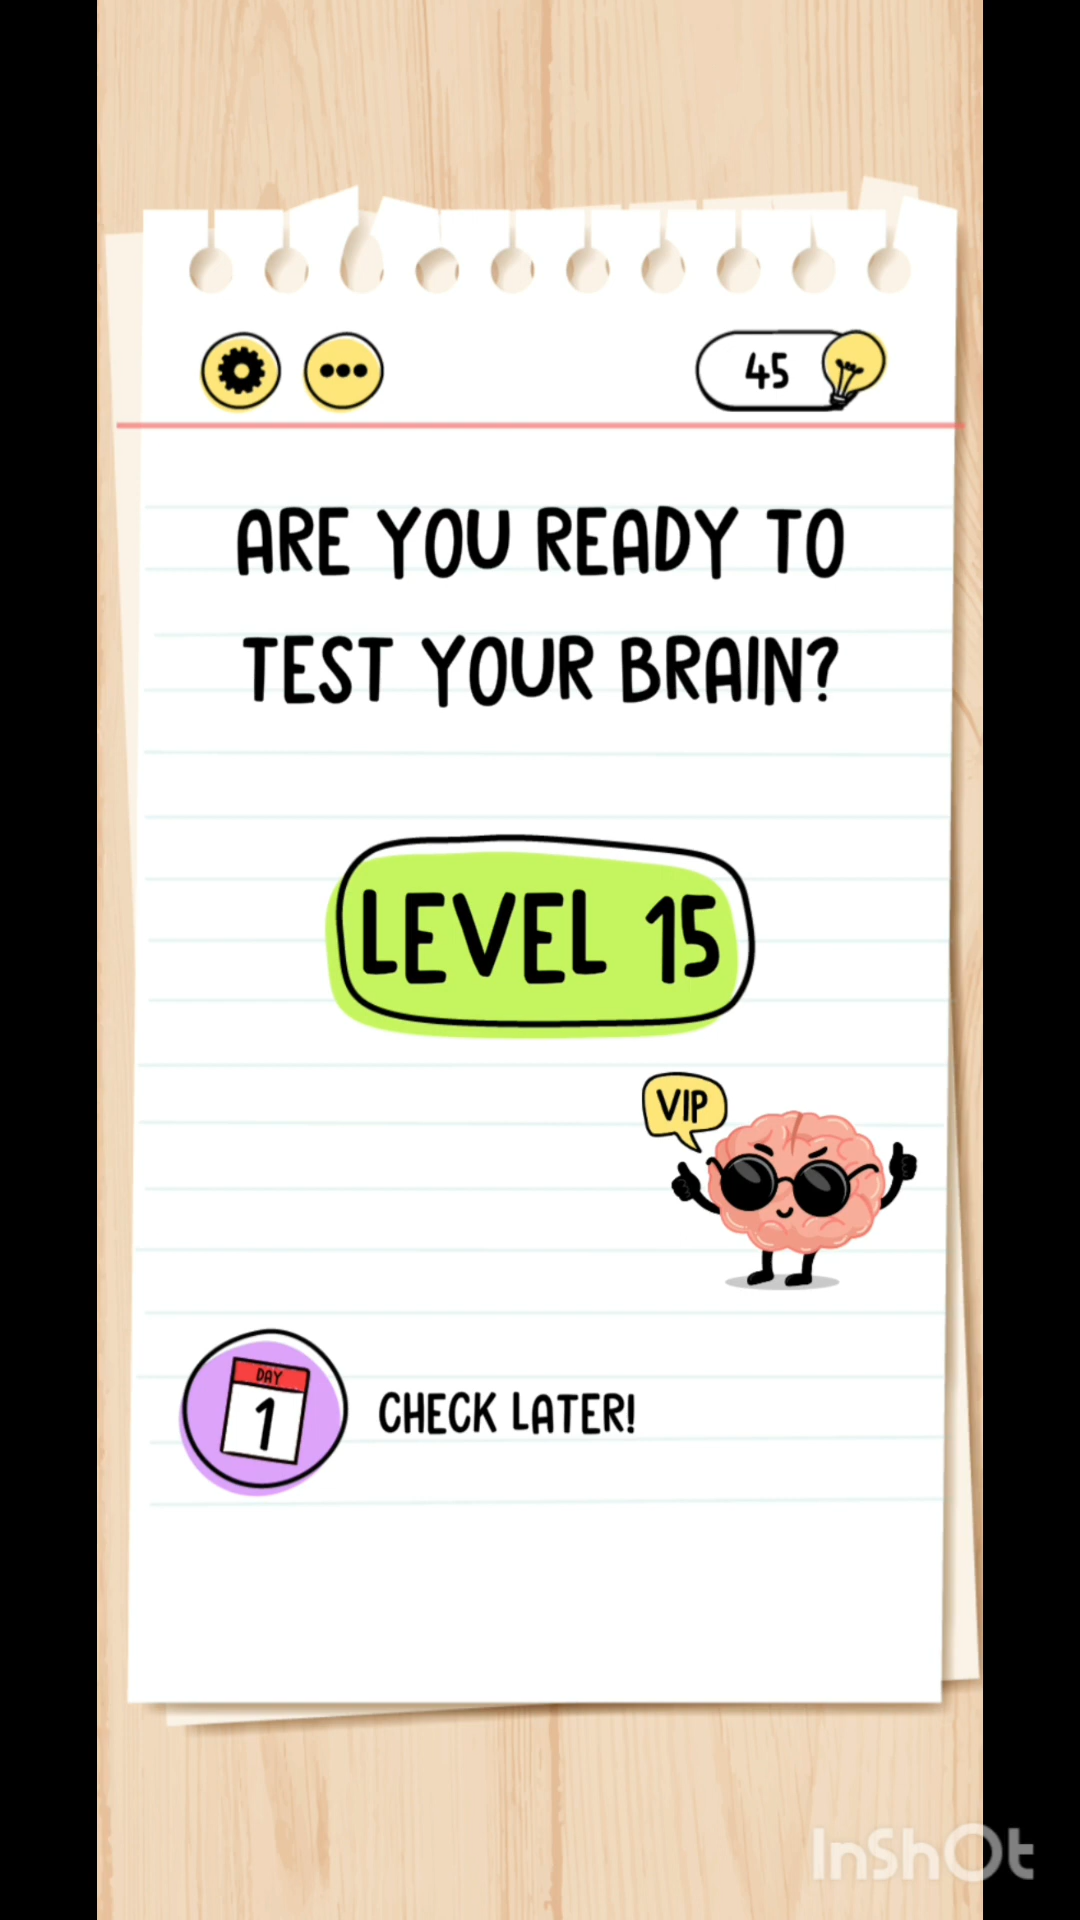 45
ARE YOU READY TO
TEST YOUR BRAIN?
LEVEL 15
VIP
DAY
1
CHECK LATER!
InShOt